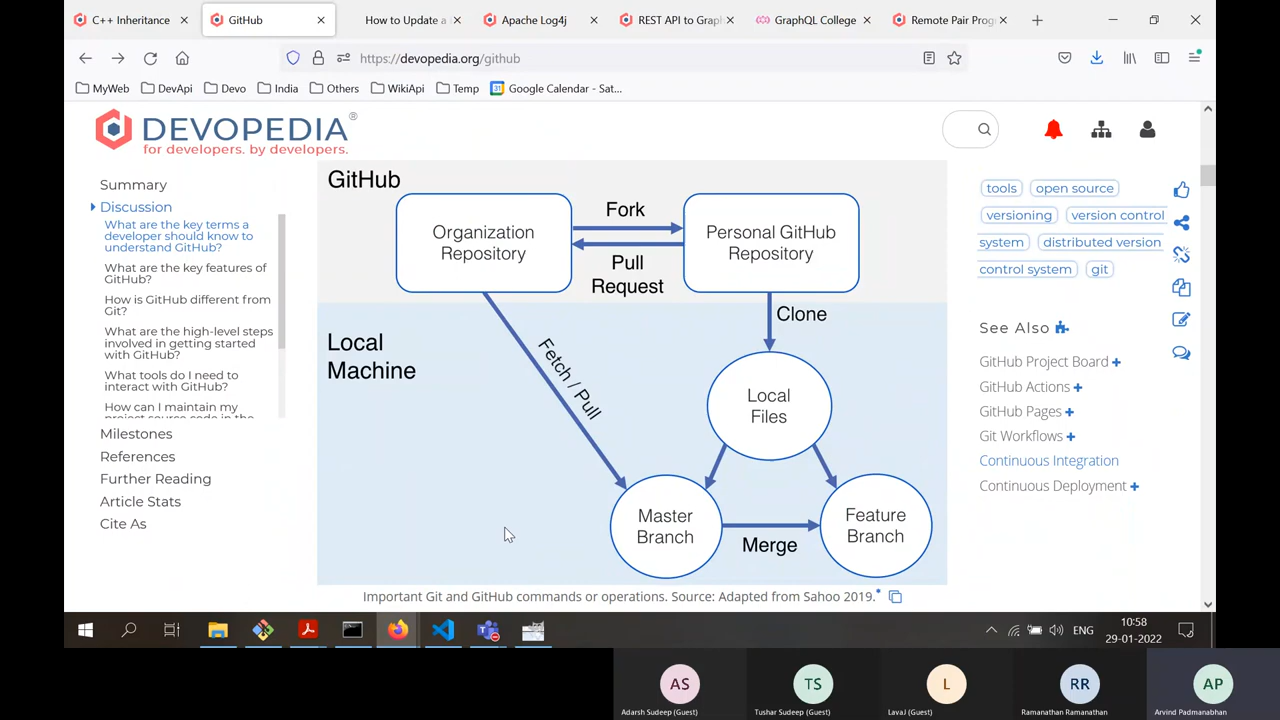 C++ Inheritance
GitHub
How to Update a
Apache Log4j
REST API to Grap
GraphQL College
Remote Pair Prog
https://devopedia.org/github
MyWeb
DevApi
Devo
India
Others
WikiApi
Temp
Google Calendar - Sat...
DEVOPEDIA®
for developers. by developers.
Summary
Discussion
What are the key terms a
developer should know to
understand GitHub?
What are the key features of
GitHub?
How is GitHub different from
Git?
What are the high-level steps
involved in getting started
with GitHub?
What tools do I need to
interact with GitHub?
How can I maintain my
project source code in the
Milestones
References
Further Reading
Article Stats
Cite As
GitHub
Organization
Repository
Fork
Pull
Request
Personal GitHub
Repository
Local
Machine
Fetch / Pull
Clone
Local
Files
Master
Branch
Merge
Feature
Branch
Important Git and GitHub commands or operations. Source: Adapted from Sahoo 2019.
tools
open source
versioning
version control
system
distributed version
control system
git
See Also
GitHub Project Board
GitHub Actions
GitHub Pages
Git Workflows
Continuous Integration
Continuous Deployment
ENG
10:58
29-01-2022
AS
Adarsh Sudeep (Guest)
TS
Tushar Sudeep (Guest)
L
LavaJ (Guest)
RR
Ramanathan Ramanathan
AP
Arvind Padmanabhan